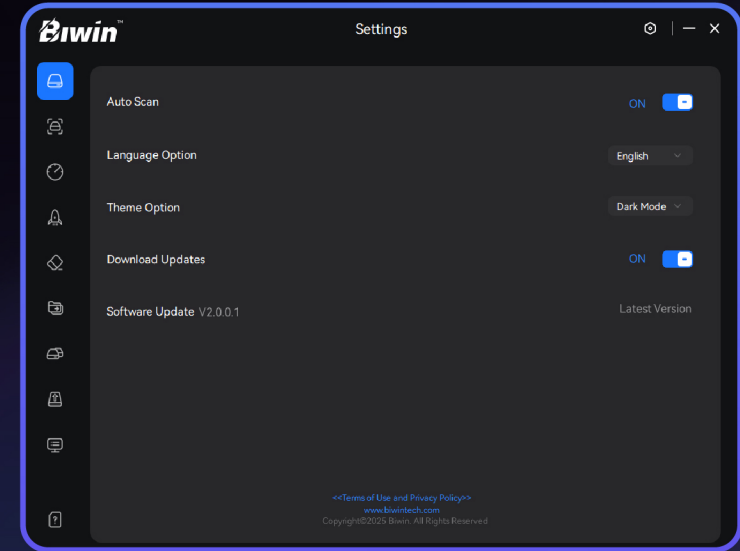 Biwin™
Settings
Auto Scan
ON
Language Option
English
Theme Option
Dark Mode
Download Updates
ON
Software Update V2.0.0.1
Latest Version
<<Terms of Use and Privacy Policy>>
www.biwintech.com
Copyright©2025 Biwin. All Rights Reserved